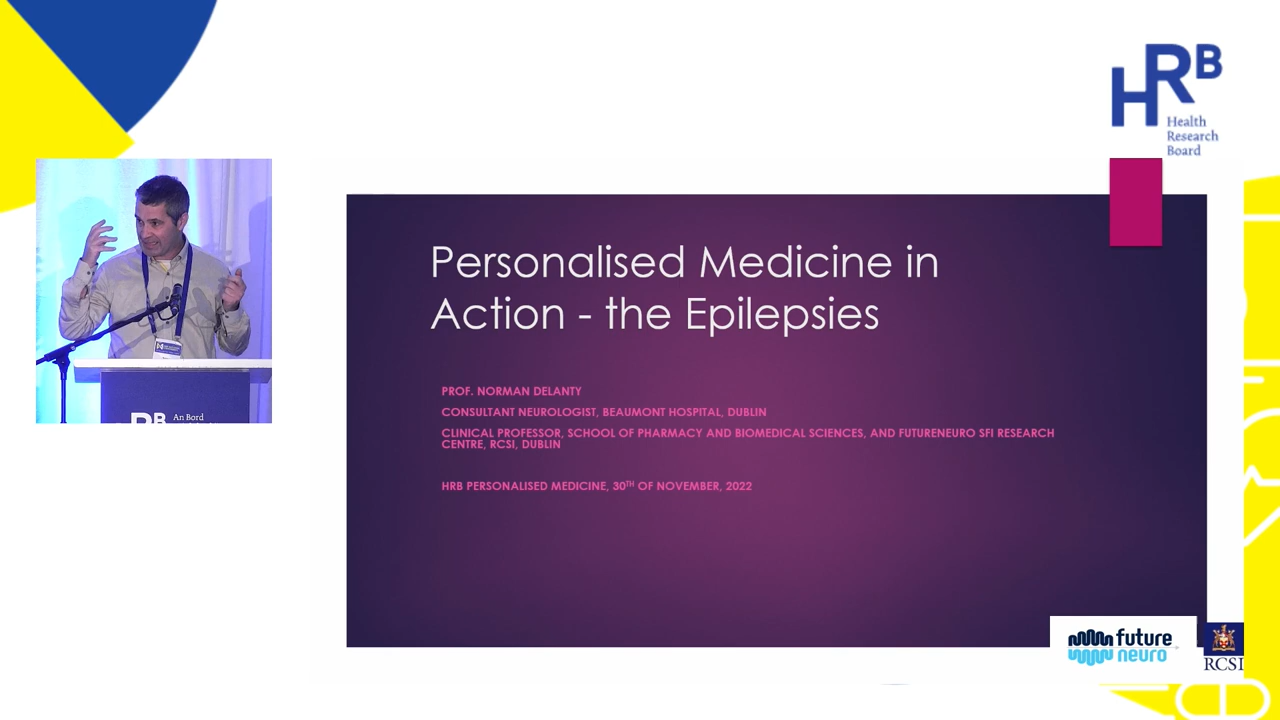 HRB
Health
Research
Board
Personalised Medicine in
Action - the Epilepsies
PROF. NORMAN DELANTY
CONSULTANT NEUROLOGIST, BEAUMONT HOSPITAL, DUBLIN
CLINICAL PROFESSOR, SCHOOL OF PHARMACY AND BIOMEDICAL SCIENCES, AND FUTURENEURO SFI RESEARCH
CENTRE, RCSI, DUBLIN
HRB PERSONALISED MEDICINE, 30TH OF NOVEMBER, 2022
RB An Bord
future
neuro
RCSI